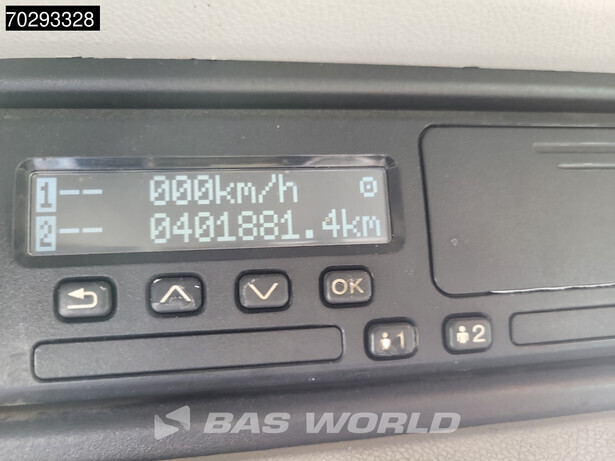 70293328
1-- 000km/h
2-- 0401881.4km
OK
1 2
BAS WORLD